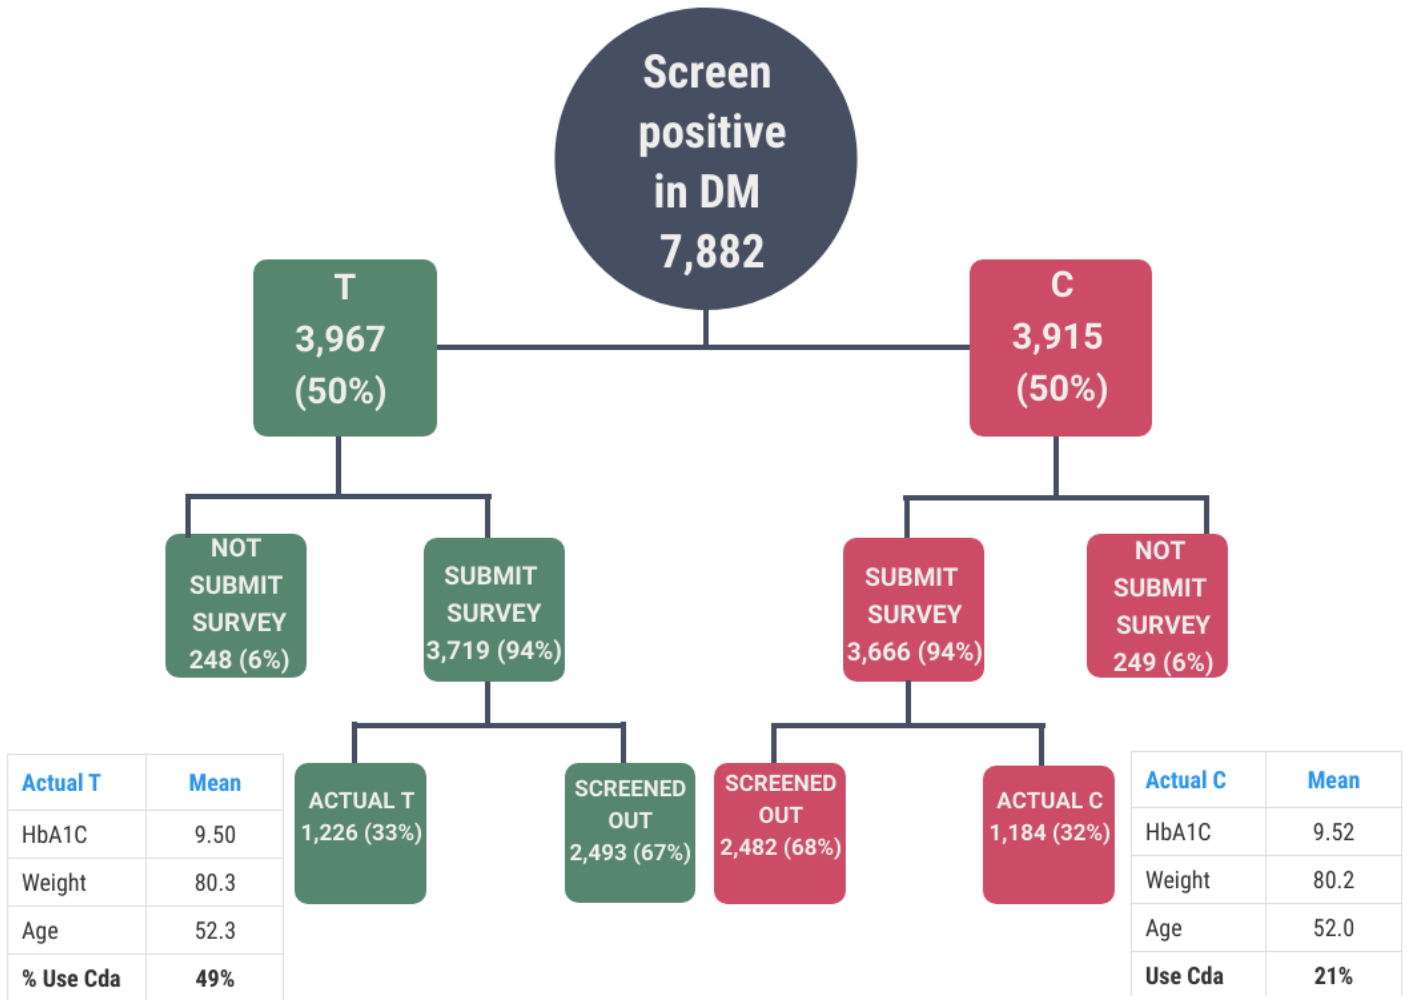 Screen
positive
in DM
7,882
T
3,967
(50%)
C
3,915
(50%)
NOT
SUBMIT
SURVEY
248 (6%)
SUBMIT
SURVEY
3,719 (94%)
SUBMIT
SURVEY
3,666 (94%)
NOT
SUBMIT
SURVEY
249 (6%)
Actual T Mean
HbA1C 9.50
Weight 80.3
Age 52.3
% Use Cda 49%
ACTUAL T
1,226 (33%)
SCREENED
OUT
2,493 (67%)
SCREENED
OUT
2,482 (68%)
ACTUAL C
1,184 (32%)
Actual C Mean
HbA1C 9.52
Weight 80.2
Age 52.0
Use Cda 21%